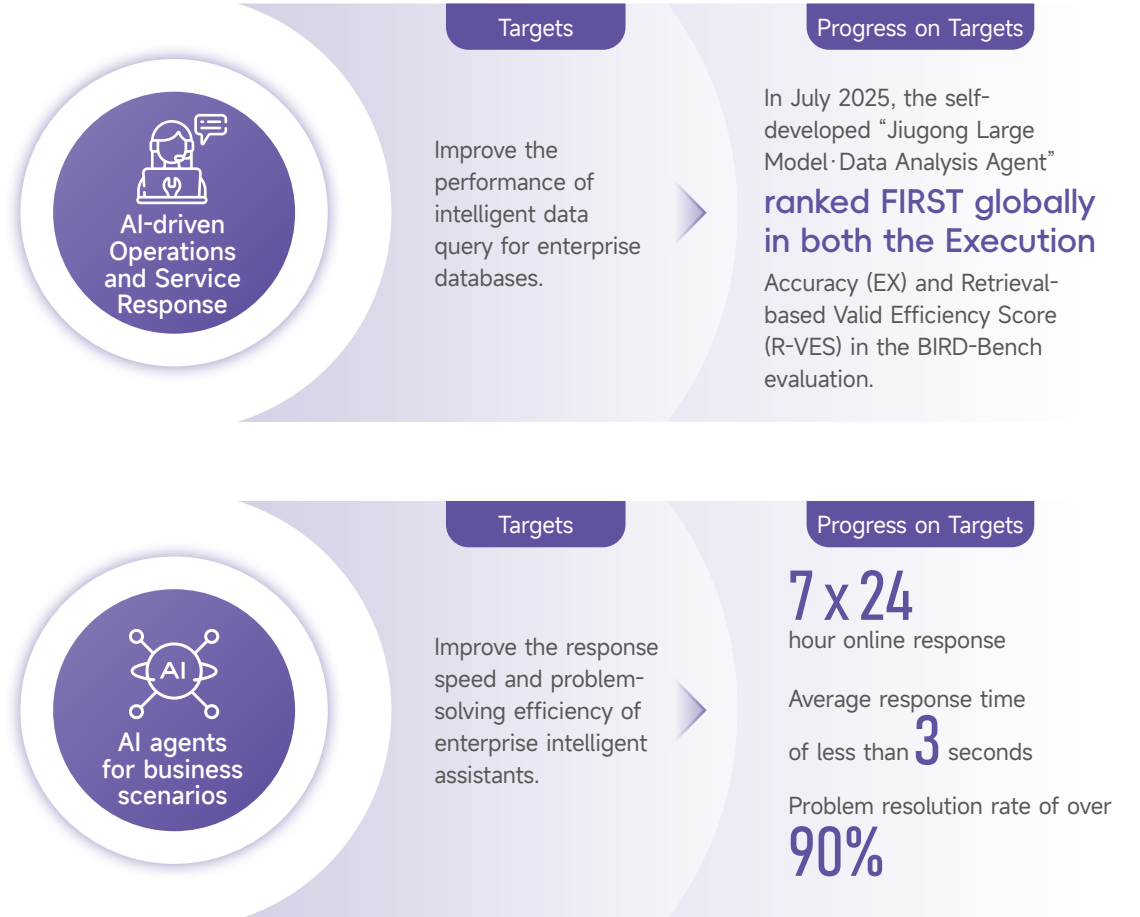 Targets
Progress on Targets
AI-driven
Operations
and Service
Response
Improve the
performance of
intelligent data
query for enterprise
databases.
In July 2025, the self-
developed “Jiugong Large
Model·Data Analysis Agent”
ranked FIRST globally
in both the Execution
Accuracy (EX) and Retrieval-
based Valid Efficiency Score
(R-VES) in the BIRD-Bench
evaluation.
Targets
Progress on Targets
AI
AI agents
for business
scenarios
Improve the response
speed and problem-
solving efficiency of
enterprise intelligent
assistants.
7 x 24
hour online response
Average response time
of less than 3 seconds
Problem resolution rate of over
90%